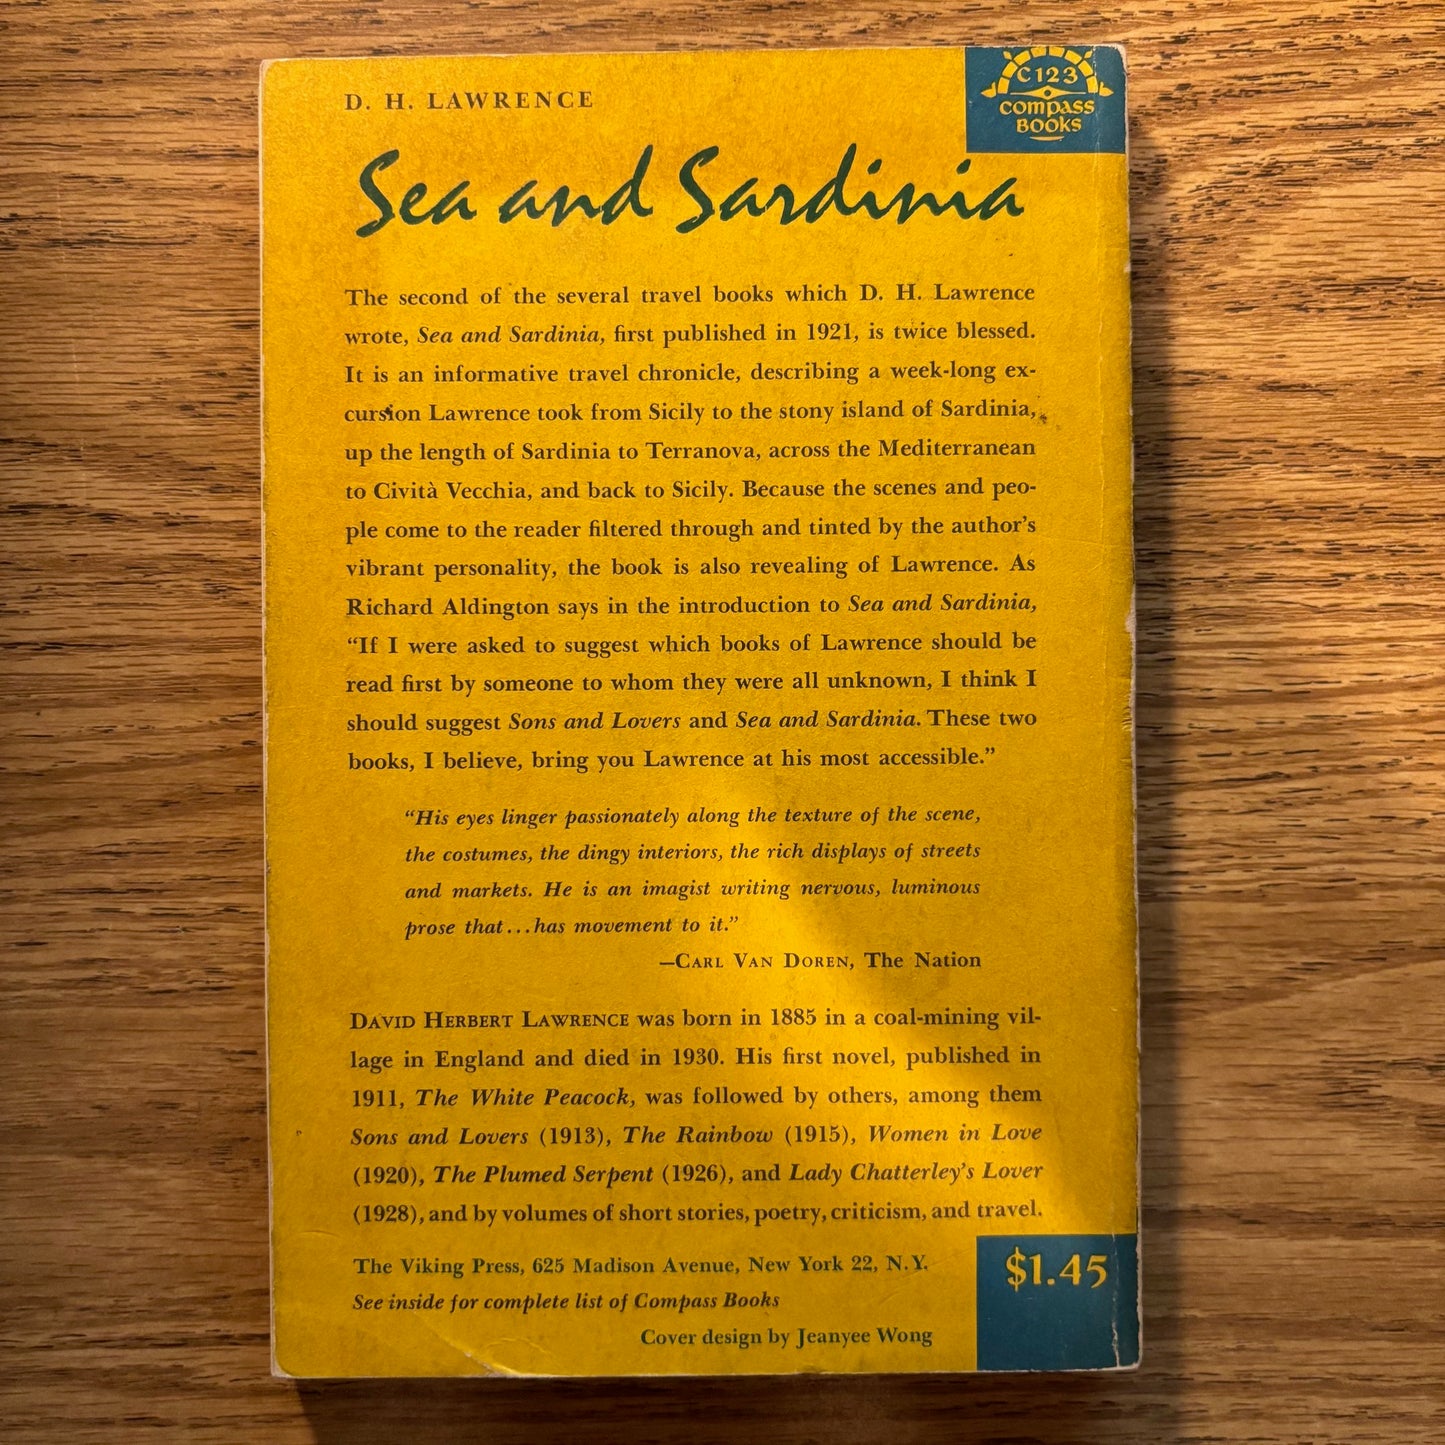 D. H. LAWRENCE
C 123
COMPASS
BOOKS
Sea and Sardinia
The second of the several travel books which D. H. Lawrence
wrote, Sea and Sardinia, first published in 1921, is twice blessed.
It is an informative travel chronicle, describing a week-long ex-
cursion Lawrence took from Sicily to the stony island of Sardinia,
up the length of Sardinia to Terranova, across the Mediterranean
to Cività Vecchia, and back to Sicily. Because the scenes and peo-
ple come to the reader filtered through and tinted by the author's
vibrant personality, the book is also revealing of Lawrence. As
Richard Aldington says in the introduction to Sea and Sardinia,
“If I were asked to suggest which books of Lawrence should be
read first by someone to whom they were all unknown, I think I
should suggest Sons and Lovers and Sea and Sardinia. These two
books, I believe, bring you Lawrence at his most accessible.”
“His eyes linger passionately along the texture of the scene,
the costumes, the dingy interiors, the rich displays of streets
and markets. He is an imagist writing nervous, luminous
prose that...has movement to it.”
—CARL VAN DOREN, The Nation
DAVID HERBERT LAWRENCE was born in 1885 in a coal-mining vil-
lage in England and died in 1930. His first novel, published in
1911, The White Peacock, was followed by others, among them
Sons and Lovers (1913), The Rainbow (1915), Women in Love
(1920), The Plumed Serpent (1926), and Lady Chatterley's Lover
(1928), and by volumes of short stories, poetry, criticism, and travel.
The Viking Press, 625 Madison Avenue, New York 22, N.Y.
See inside for complete list of Compass Books
Cover design by Jeanyee Wong
$1.45